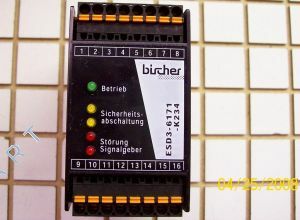 1 2 3 4 5 6 7 8
bircher
Betrieb
Sicherheits-
abschaltung
Störung
Signalgeber
ESD3-6171
-K234
9 10 11 12 13 14 15 16
04/25/2008